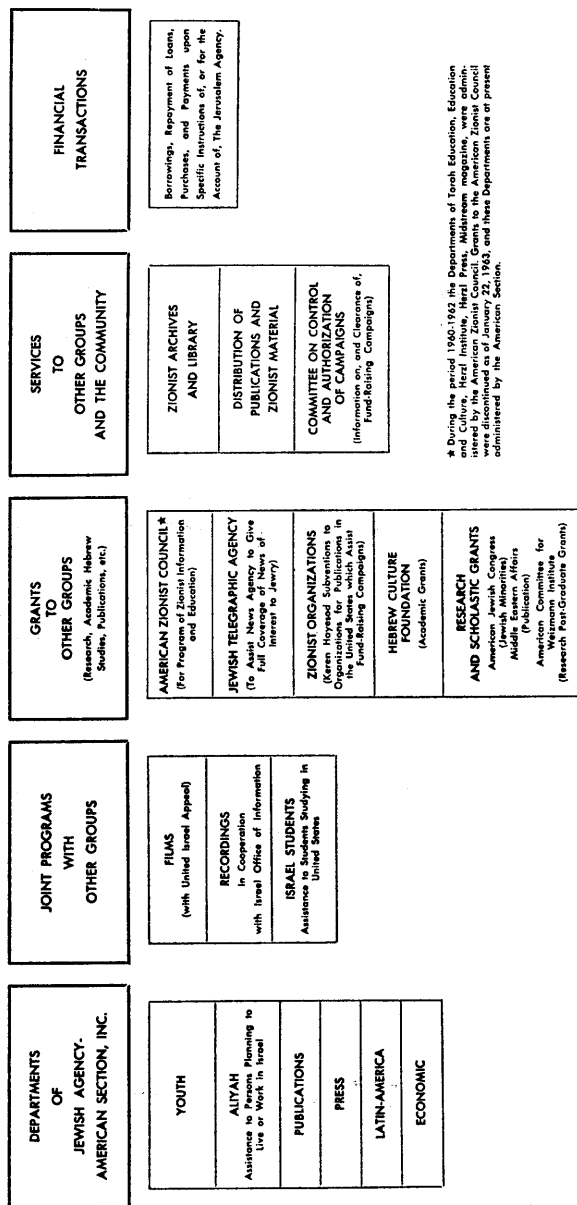 DEPARTMENTS
OF
JEWISH AGENCY-
AMERICAN SECTION, INC.
YOUTH
ALIYAH
Assistance to Persons Planning to
Live or Work in Israel
PUBLICATIONS
PRESS
LATIN-AMERICA
ECONOMIC
JOINT PROGRAMS
WITH
OTHER GROUPS
FILMS
(with United Israel Appeal)
RECORDINGS
In Cooperation
with Israel Office of Information
ISRAEL STUDENTS
Assistance to Students Studying in
United States
GRANTS
TO
OTHER GROUPS
(Research, Academic Hebrew
Studies, Publications, etc.)
AMERICAN ZIONIST COUNCIL★
(For Program of Zionist Information
and Education)
JEWISH TELEGRAPHIC AGENCY
(To Assist News Agency to Give
Full Coverage of News of
Interest to Jewry)
ZIONIST ORGANIZATIONS
(Keren Hayesod Subventions to
Organizations for Publications in
the United States which Assist
Fund-Raising Campaigns)
HEBREW CULTURE
FOUNDATION
(Academic Grants)
RESEARCH
AND SCHOLASTIC GRANTS
American Jewish Congress
(Jewish Minorities)
Middle Eastern Affairs
(Publication)
American Committee for
Weizmann Institute
(Research Post-Graduate Grants)
SERVICES
TO
OTHER GROUPS
AND THE COMMUNITY
ZIONIST ARCHIVES
AND LIBRARY
DISTRIBUTION OF
PUBLICATIONS AND
ZIONIST MATERIAL
COMMITTEE ON CONTROL
AND AUTHORIZATION
OF CAMPAIGNS
(Information on, and Clearance of,
Fund-Raising Campaigns)
FINANCIAL
TRANSACTIONS
Borrowings, Repayment of Loans,
Purchases, and Payments upon
Specific Instructions of, or for the
Account of, The Jerusalem Agency.
★ During the period 1960-1962 the Departments of Torah Education, Education
and Culture, Herzl Institute, Herzl Press, Midstream magazine, were admin-
istered by the American Zionist Council. Grants to the American Zionist Council
were discontinued as of January 22, 1963, and these Departments are at present
administered by the American Section.